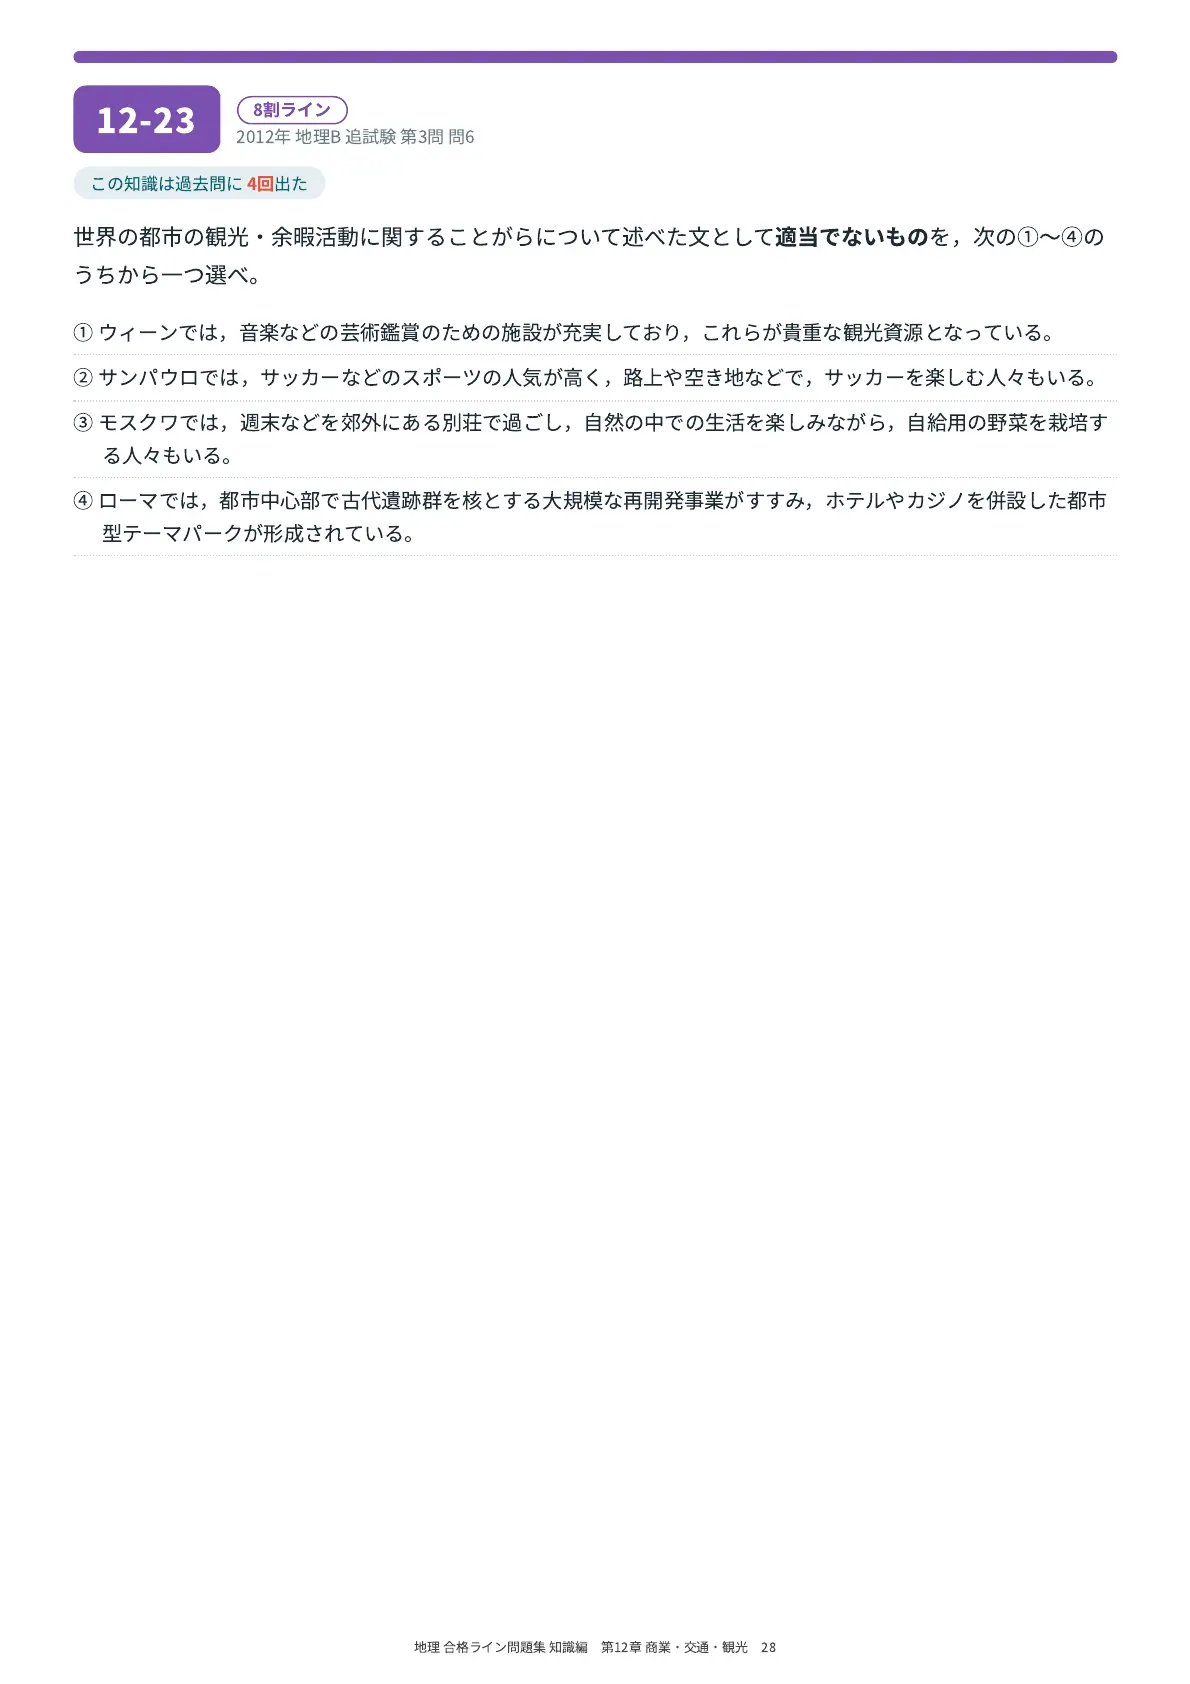 12-23
8割ライン
2012年 地理B 追試験 第3問 問6
この知識は過去問に 4回出た
世界の都市の観光・余暇活動に関することがらについて述べた文として適当でないものを，次の①～④の
うちから一つ選べ。
① ウィーンでは，音楽などの芸術鑑賞のための施設が充実しており，これらが貴重な観光資源となっている。
② サンパウロでは，サッカーなどのスポーツの人気が高く，路上や空き地などで，サッカーを楽しむ人々もいる。
③ モスクワでは，週末などを郊外にある別荘で過ごし，自然の中での生活を楽しみながら，自給用の野菜を栽培す
る人々もいる。
④ ローマでは，都市中心部で古代遺跡群を核とする大規模な再開発事業がすすみ，ホテルやカジノを併設した都市
型テーマパークが形成されている。
地理 合格ライン問題集 知識編　第12章 商業・交通・観光　28